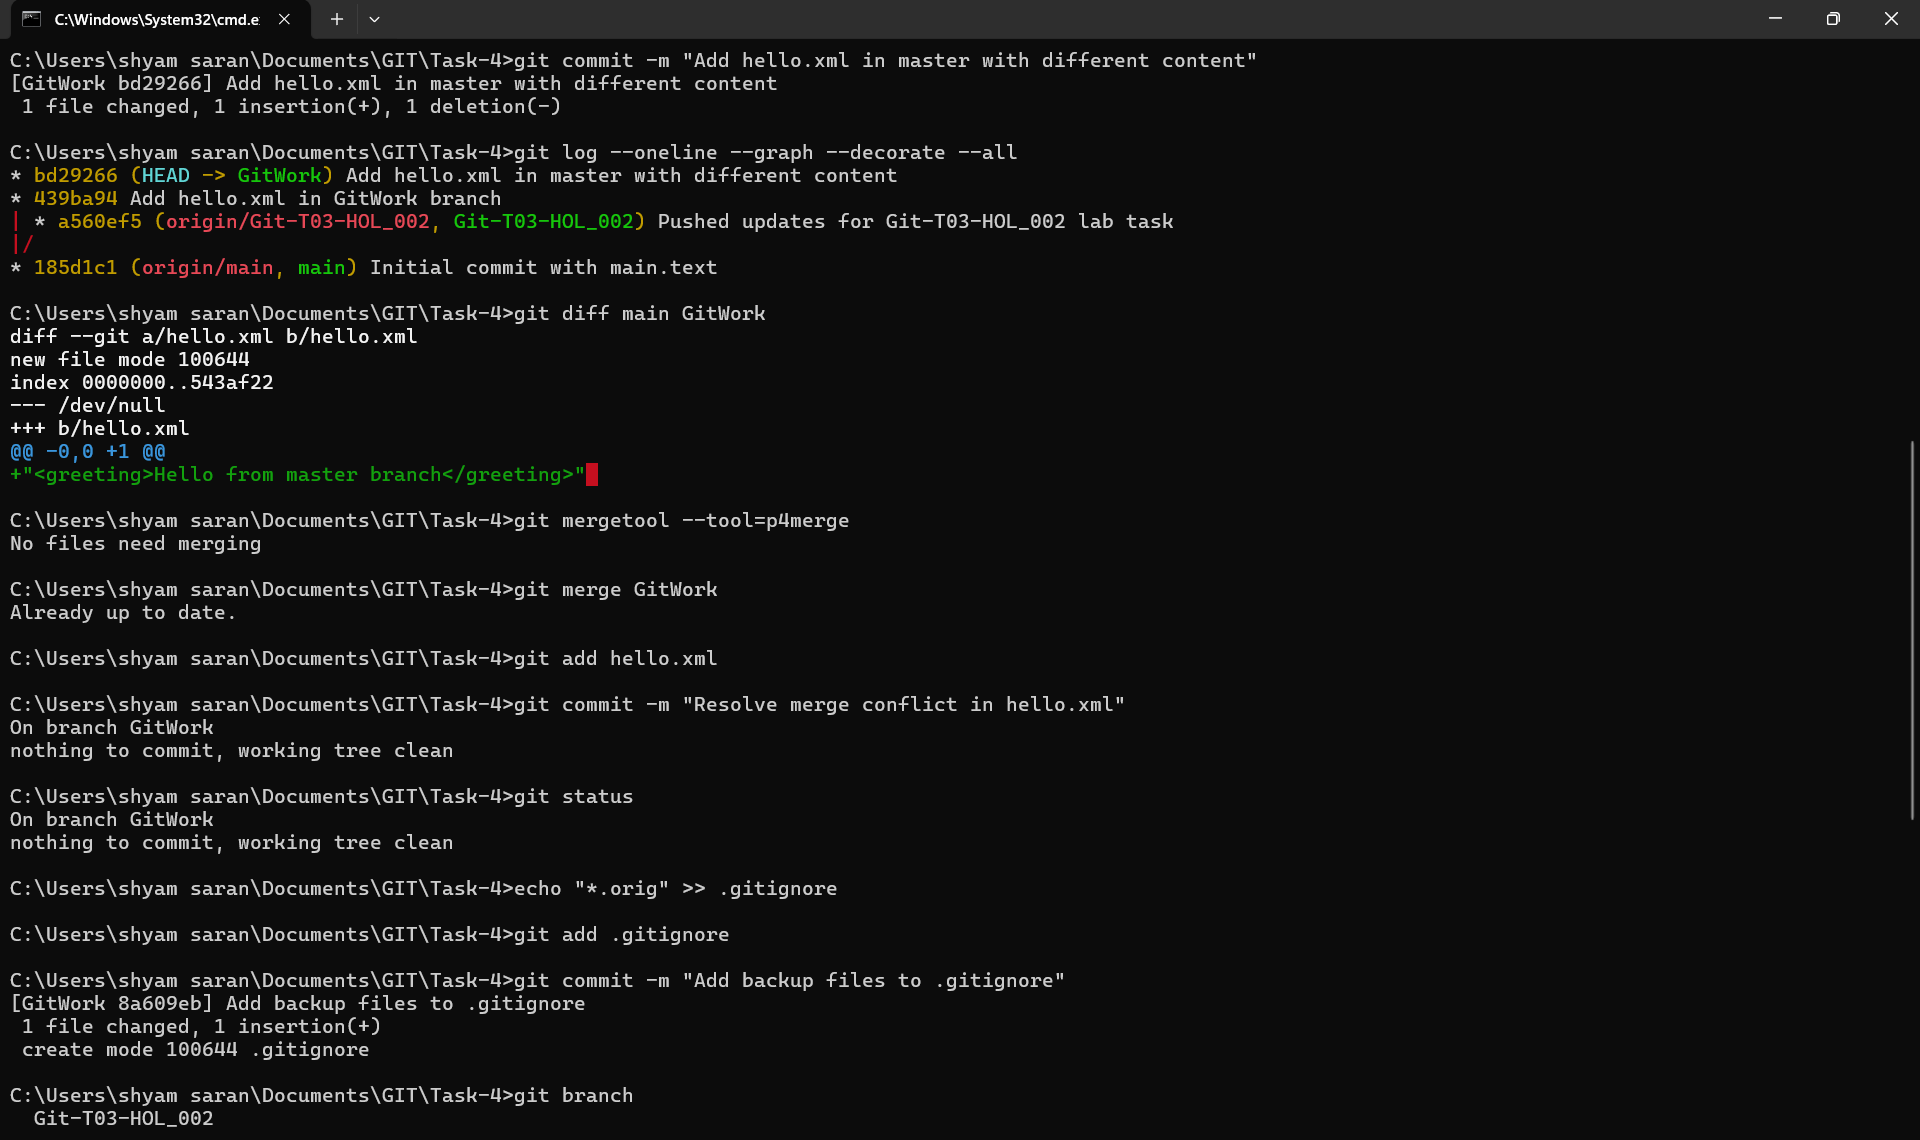 C:\Windows\System32\cmd.e
C:\Users\shyam saran\Documents\GIT\Task-4>git commit -m "Add hello.xml in master with different content"
[GitWork bd29266] Add hello.xml in master with different content
 1 file changed, 1 insertion(+), 1 deletion(-)
C:\Users\shyam saran\Documents\GIT\Task-4>git log --oneline --graph --decorate --all
* bd29266 (HEAD -> GitWork) Add hello.xml in master with different content
* 439ba94 Add hello.xml in GitWork branch
| * a560ef5 (origin/Git-T03-HOL_002, Git-T03-HOL_002) Pushed updates for Git-T03-HOL_002 lab task
|/
* 185d1c1 (origin/main, main) Initial commit with main.text
C:\Users\shyam saran\Documents\GIT\Task-4>git diff main GitWork
diff --git a/hello.xml b/hello.xml
new file mode 100644
index 0000000..543af22
--- /dev/null
+++ b/hello.xml
@@ -0,0 +1 @@
+"<greeting>Hello from master branch</greeting>"
C:\Users\shyam saran\Documents\GIT\Task-4>git mergetool --tool=p4merge
No files need merging
C:\Users\shyam saran\Documents\GIT\Task-4>git merge GitWork
Already up to date.
C:\Users\shyam saran\Documents\GIT\Task-4>git add hello.xml
C:\Users\shyam saran\Documents\GIT\Task-4>git commit -m "Resolve merge conflict in hello.xml"
On branch GitWork
nothing to commit, working tree clean
C:\Users\shyam saran\Documents\GIT\Task-4>git status
On branch GitWork
nothing to commit, working tree clean
C:\Users\shyam saran\Documents\GIT\Task-4>echo "*.orig" >> .gitignore
C:\Users\shyam saran\Documents\GIT\Task-4>git add .gitignore
C:\Users\shyam saran\Documents\GIT\Task-4>git commit -m "Add backup files to .gitignore"
[GitWork 8a609eb] Add backup files to .gitignore
 1 file changed, 1 insertion(+)
 create mode 100644 .gitignore
C:\Users\shyam saran\Documents\GIT\Task-4>git branch
  Git-T03-HOL_002